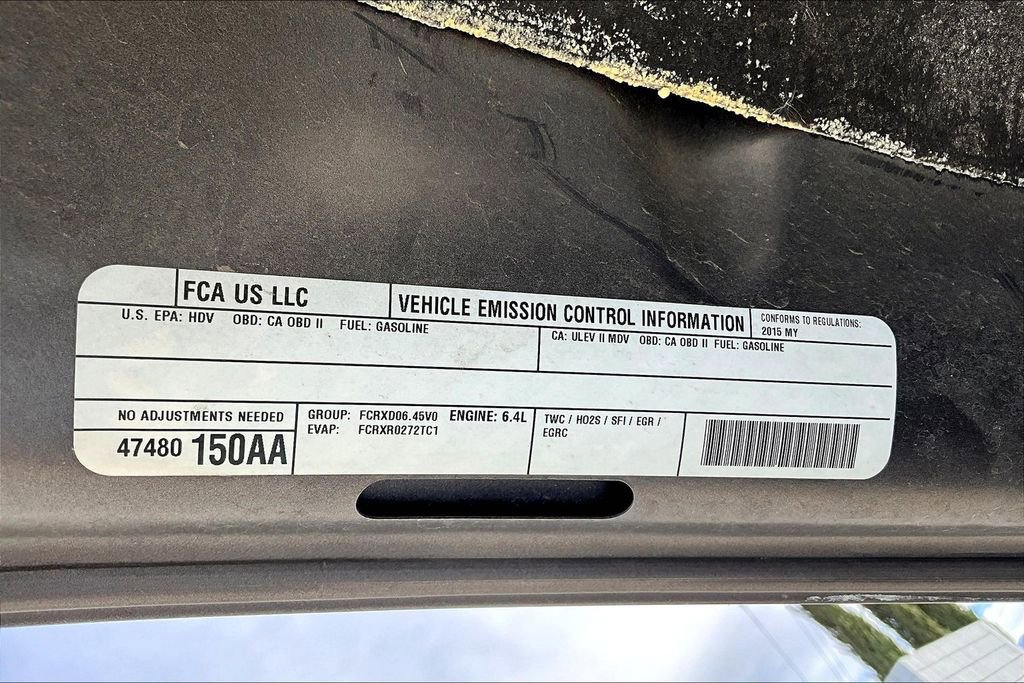 FCA US LLC
VEHICLE EMISSION CONTROL INFORMATION
CONFORMS TO REGULATIONS:
2015 MY
U.S. EPA: HDV OBD: CA OBD II FUEL: GASOLINE
CA: ULEV II MDV OBD: CA OBD II FUEL: GASOLINE
NO ADJUSTMENTS NEEDED
47480 150AA
GROUP: FCRXD06.45V0 ENGINE: 6.4L
EVAP: FCRXR0272TC1
TWC / HO2S / SFI / EGR /
EGRC